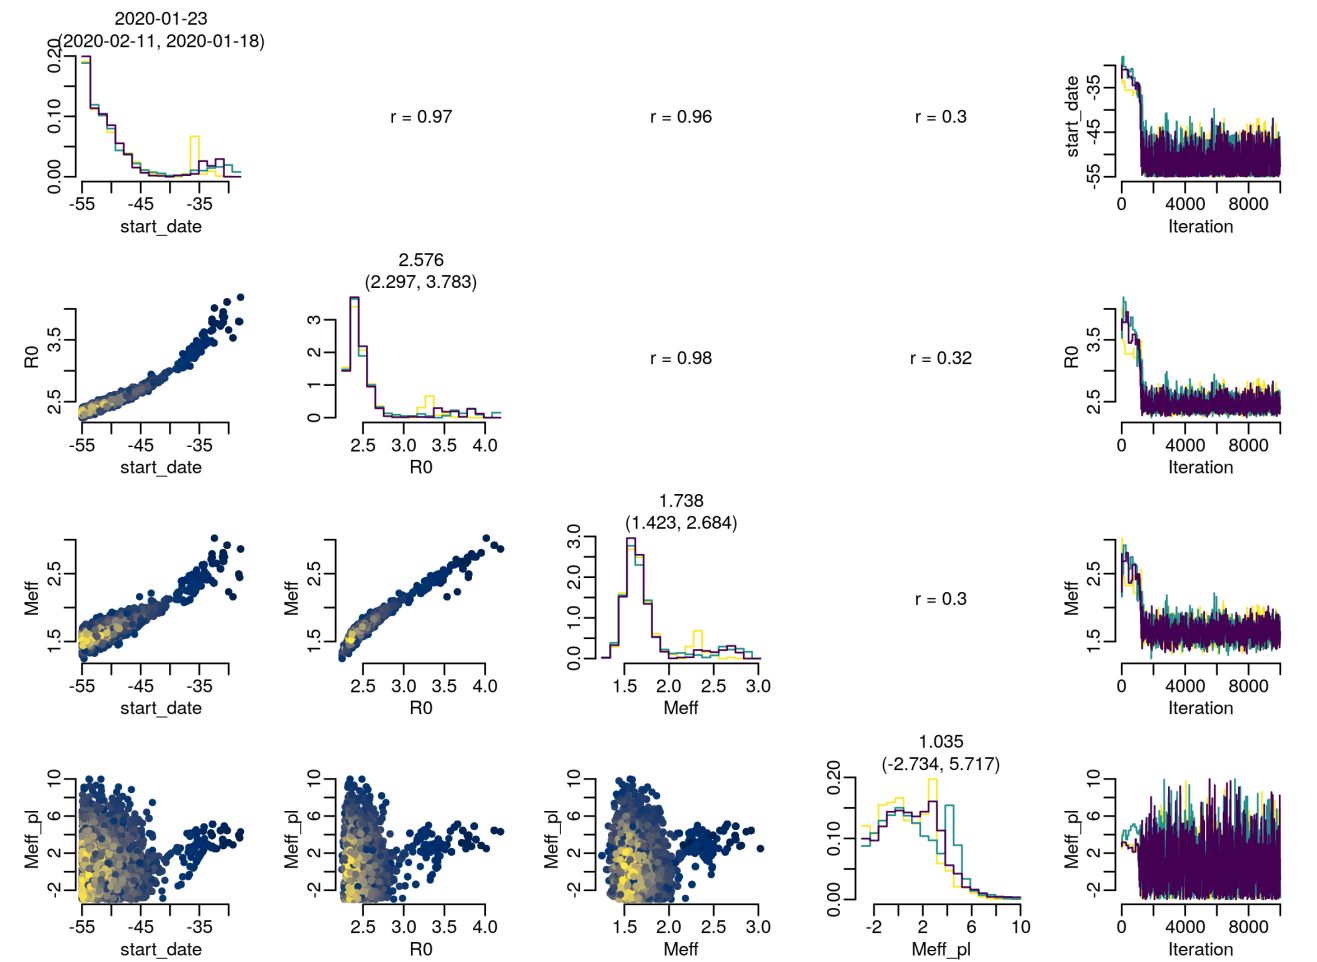 2020-01-23
(2020-02-11, 2020-01-18)
0.00 0.10 0.20
-55 -45 -35
start_date
r = 0.97
r = 0.96
r = 0.3
start_date
-55 -45 -35
0 4000 8000
Iteration
R0
2.5 3.5
-55 -45 -35
start_date
2.576
(2.297, 3.783)
0 1 2 3
2.5 3.0 3.5 4.0
R0
r = 0.98
r = 0.32
R0
2.5 3.5
0 4000 8000
Iteration
Meff
1.5 2.5
-55 -45 -35
start_date
Meff
1.5 2.5
2.5 3.0 3.5 4.0
R0
1.738
(1.423, 2.684)
0.0 1.0 2.0 3.0
1.5 2.0 2.5 3.0
Meff
r = 0.3
Meff
1.5 2.5
0 4000 8000
Iteration
Meff_pl
-2 2 6 10
-55 -45 -35
start_date
Meff_pl
-2 2 6 10
2.5 3.0 3.5 4.0
R0
Meff_pl
-2 2 6 10
1.5 2.0 2.5 3.0
Meff
1.035
(-2.734, 5.717)
0.00 0.10 0.20
-2 2 6 10
Meff_pl
Meff_pl
-2 2 6 10
0 4000 8000
Iteration